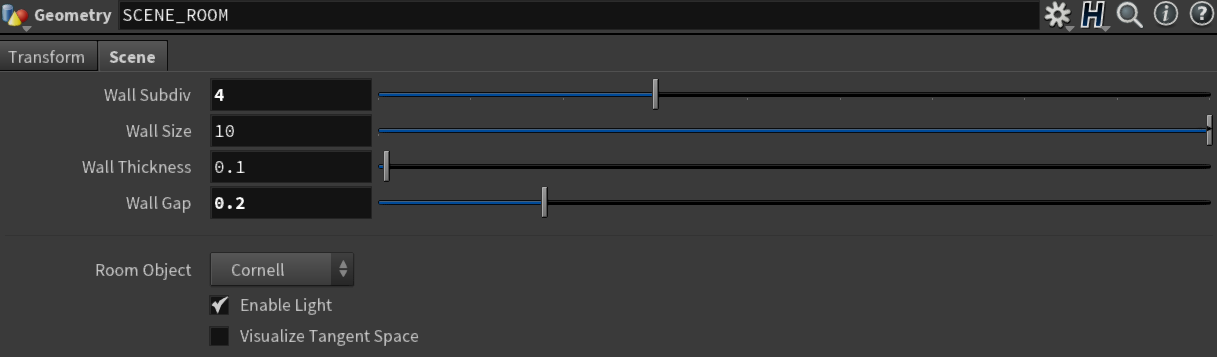 Geometry SCENE_ROOM
Transform Scene
Wall Subdiv 4
Wall Size 10
Wall Thickness 0.1
Wall Gap 0.2
Room Object Cornell
Enable Light
Visualize Tangent Space